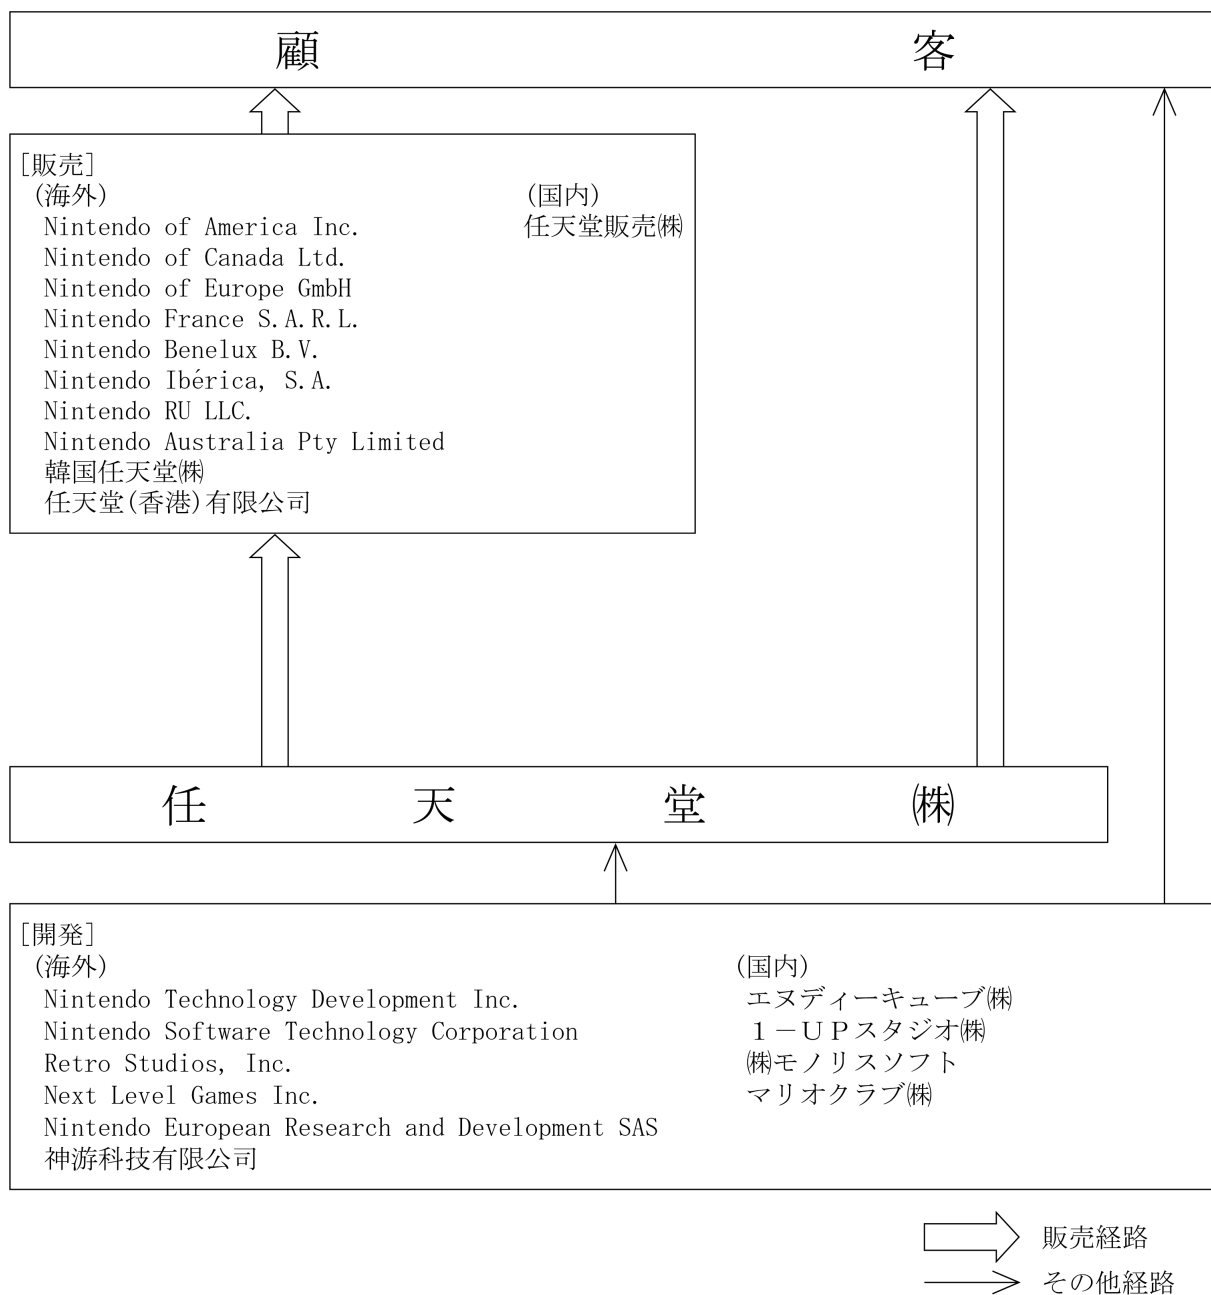 顧客
[販売]
(海外)
Nintendo of America Inc.
Nintendo of Canada Ltd.
Nintendo of Europe GmbH
Nintendo France S.A.R.L.
Nintendo Benelux B.V.
Nintendo Ibérica, S.A.
Nintendo RU LLC.
Nintendo Australia Pty Limited
韓国任天堂㈱
任天堂(香港)有限公司
(国内)
任天堂販売㈱
任天堂㈱
[開発]
(海外)
Nintendo Technology Development Inc.
Nintendo Software Technology Corporation
Retro Studios, Inc.
Next Level Games Inc.
Nintendo European Research and Development SAS
神游科技有限公司
(国内)
エヌディーキューブ㈱
１－ＵＰスタジオ㈱
㈱モノリスソフト
マリオクラブ㈱
販売経路
その他経路